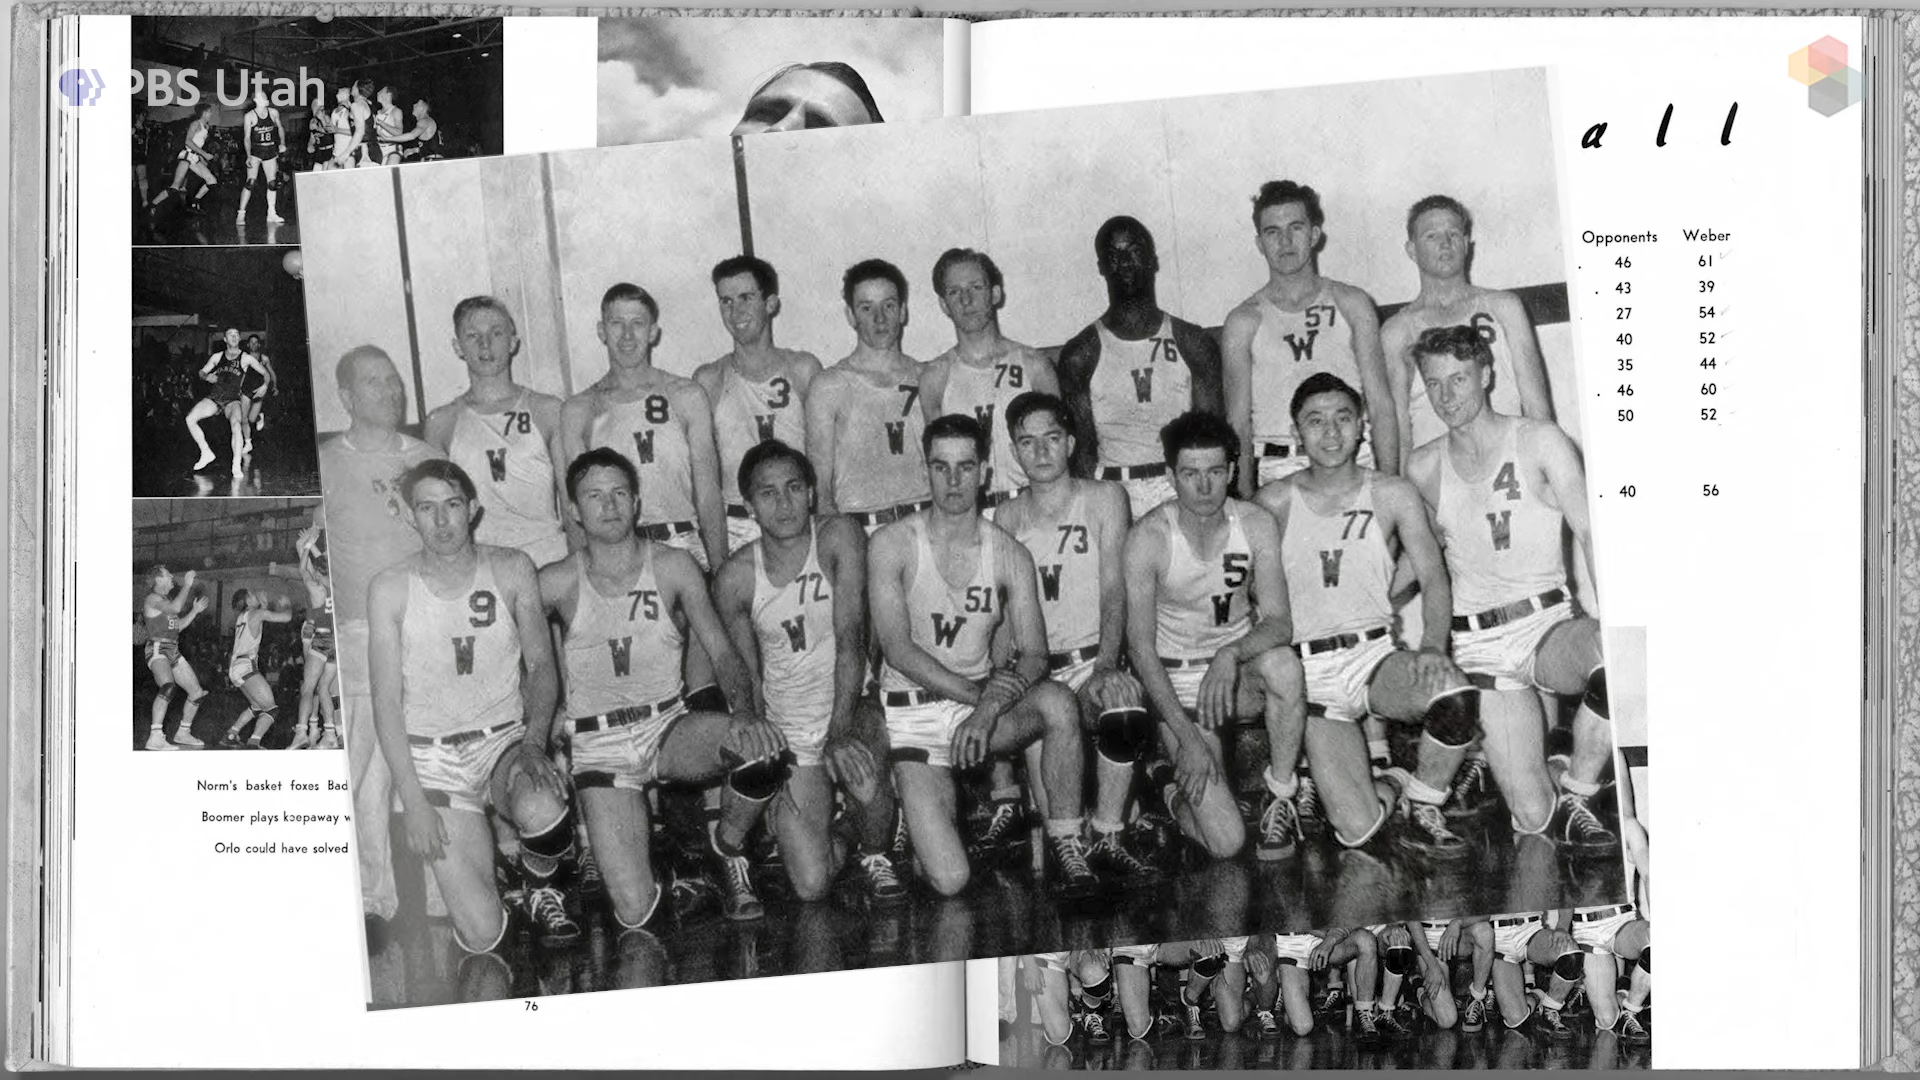 PBS Utah
18
a l l
Opponents Weber
46 61
43 39
27 54
40 52
35 44
46 60
50 52
40 56
78 W
8 W
3 W
7 W
79 W
76 W
57 W
6
9 W
75 W
72 W
51 W
73 W
5 W
77 W
4 W
Norm's basket foxes Bad
Boomer plays keepaway w
Orlo could have solved
76